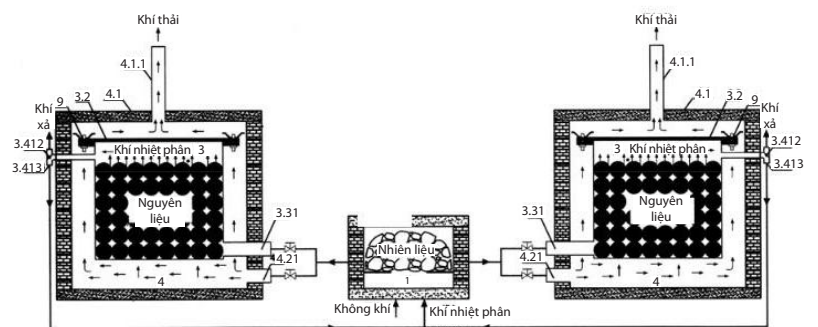 Khí thải
Khí thải
4.1.1
4.1.1
9
3.2
4.1
4.1
3.2
9
Khí
xả
Khí
xả
3.412
3.413
3.412
3.413
Khí nhiệt phân
3
3
Khí nhiệt phân
Nguyên
liệu
Nguyên
liệu
3.31
3.31
Nhiên liệu
4.21
4.21
1
4
4
Không khí
Khí nhiệt phân